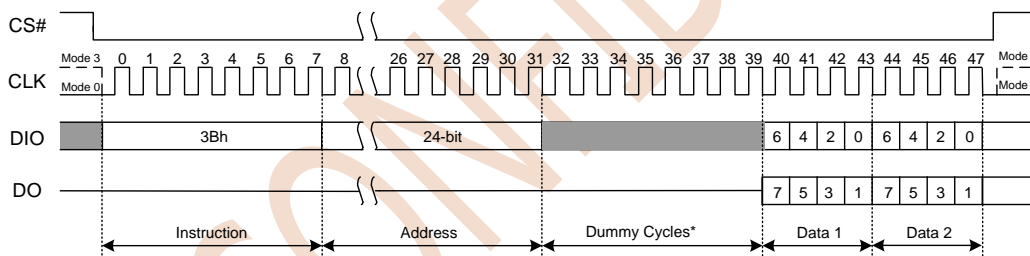 CS#
Mode 3 0 1 2 3 4 5 6 7 8 26 27 28 29 30 31 32 33 34 35 36 37 38 39 40 41 42 43 44 45 46 47 Mode
CLK
Mode 0 Mode
DIO 3Bh 24-bit 6 4 2 0 6 4 2 0
DO 7 5 3 1 7 5 3 1
Instruction Address Dummy Cycles* Data 1 Data 2